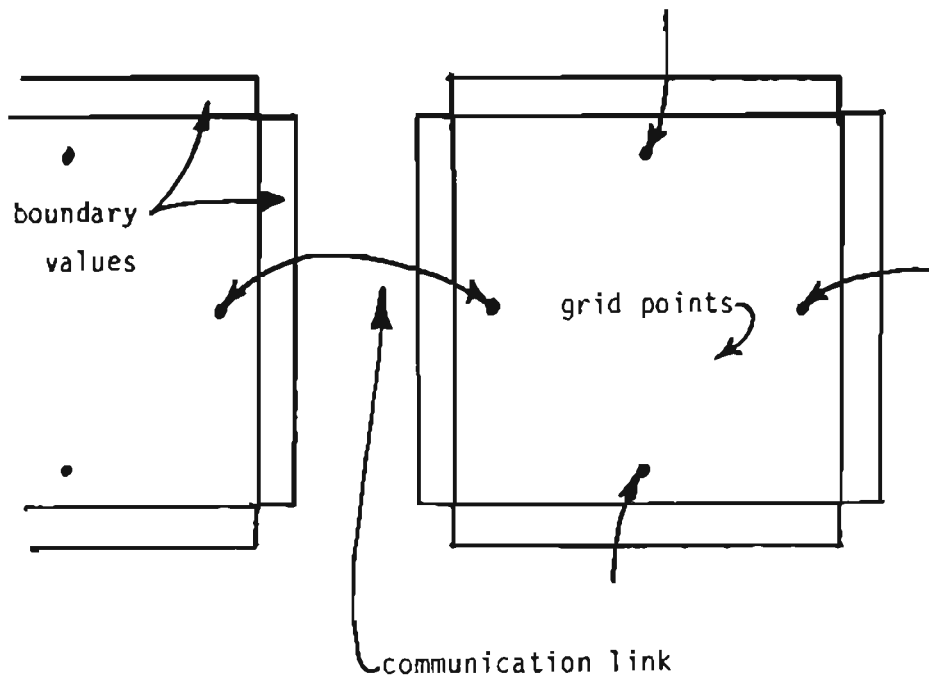 boundary
values
grid points
communication link